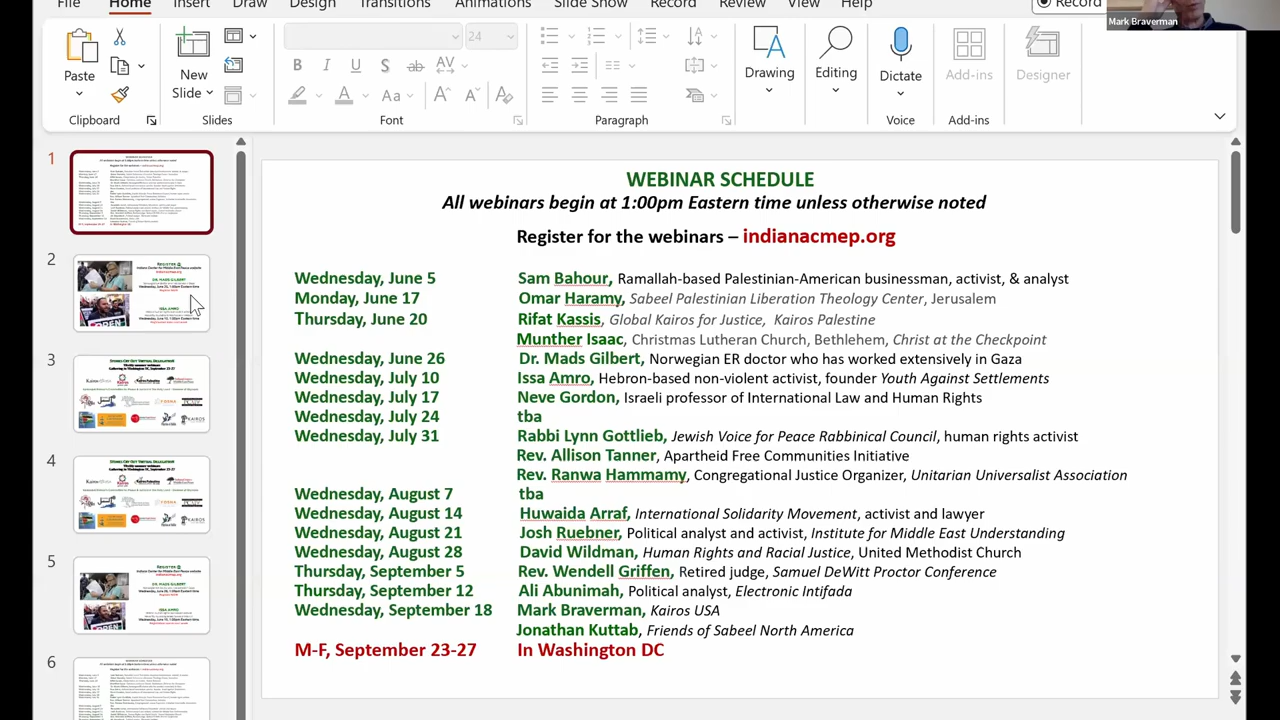 File Home Insert Draw Design Transitions Animations Slide Show Record Review View Help Record
Mark Braverman
Paste
New
Slide
Drawing Editing Dictate Add-ins Designer
Clipboard Slides Font Paragraph Voice Add-ins
1
2
3
4
5
6
WEBINAR SCHEDUL
All webinars begin at 1:00pm Eastern time unless otherwise noted
Register for the webinars – indianacmep.org
Wednesday, June 5 Sam Bahour, Ramallah-based Palestinian-American businessman, activist, & analyst
Monday, June 17 Omar Haramy, Sabeel Palestinian Liberation Theology Center, Jerusalem
Thursday, June 20 Rifat Kassis, Global Kairos for Justice, Kairos Palestine
Munther Isaac, Christmas Lutheran Church, Bethlehem, Christ at the Checkpoint
Wednesday, June 26 Dr. Mads Gilbert, Norwegian ER doctor who has worked extensively in Gaza
Wednesday, July 10 Issa Amro, Hebron-based non-violent activist, Youth Against Settlements
Wednesday, July 17 Neve Gordon, Israeli professor of International Law and Human Rights
Wednesday, July 24 tba
Wednesday, July 31 Rabbi Lynn Gottlieb, Jewish Voice for Peace Rabbinical Council, human rights activist
Rev. Allison Tanner, Apartheid Free Communities Initiative
Rev. Rahva Hanmy, Congregational justice organizer, Unitarian Universalist Association
Wednesday, August 7 tba
Wednesday, August 14 Huwaida Arraf, International Solidarity Movement, activist and lawyer
Wednesday, August 21 Josh Ruebner, Political analyst and activist, Institute for Middle East Understanding
Wednesday, August 28 David Wildman, Human Rights and Racial Justice, United Methodist Church
Thursday, September 5 Rev. Wendell Griffen, Retired judge, Samuel DeWitt Proctor Conference
Thursday, September 12 Ali Abunimah, Political analyst, Electronic Intifada
Wednesday, September 18 Mark Braverman, Kairos USA
Jonathan Kuttab, Friends of Sabeel North America
M-F, September 23-27 In Washington DC